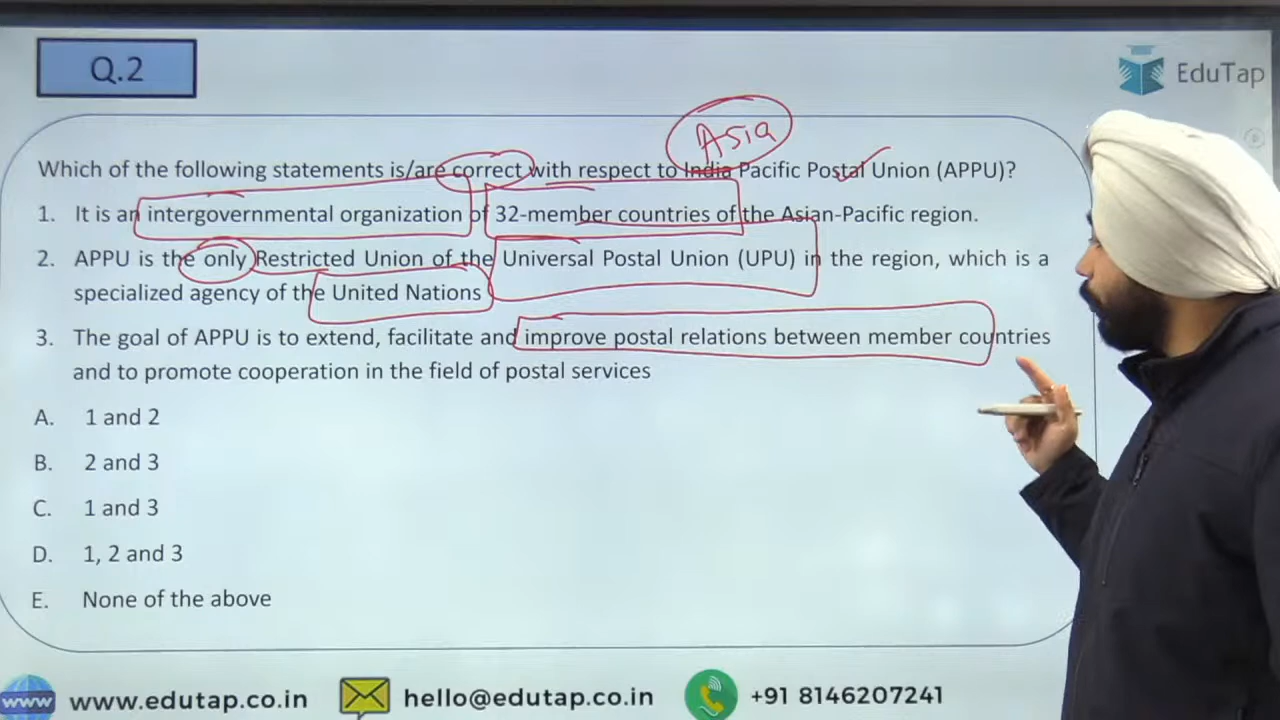 Q.2
EduTap
Asia
Which of the following statements is/are correct with respect to India Pacific Postal Union (APPU)?
1. It is an intergovernmental organization of 32-member countries of the Asian-Pacific region.
2. APPU is the only Restricted Union of the Universal Postal Union (UPU) in the region, which is a
specialized agency of the United Nations
3. The goal of APPU is to extend, facilitate and improve postal relations between member countries
and to promote cooperation in the field of postal services
A. 1 and 2
B. 2 and 3
C. 1 and 3
D. 1, 2 and 3
E. None of the above
www www.edutap.co.in hello@edutap.co.in +91 8146207241